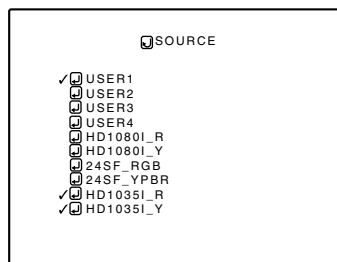 SOURCE
✓ USER1
USER2
USER3
USER4
HD1080I_R
HD1080I_Y
24SF_RGB
24SF_YPBR
✓ HD1035I_R
✓ HD1035I_Y